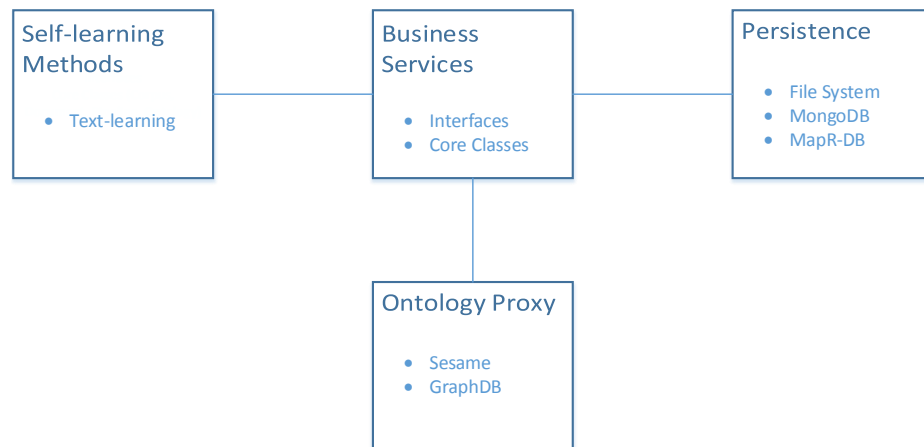 Self-learning
Methods
• Text-learning
Business
Services
• Interfaces
• Core Classes
Persistence
• File System
• MongoDB
• MapR-DB
Ontology Proxy
• Sesame
• GraphDB